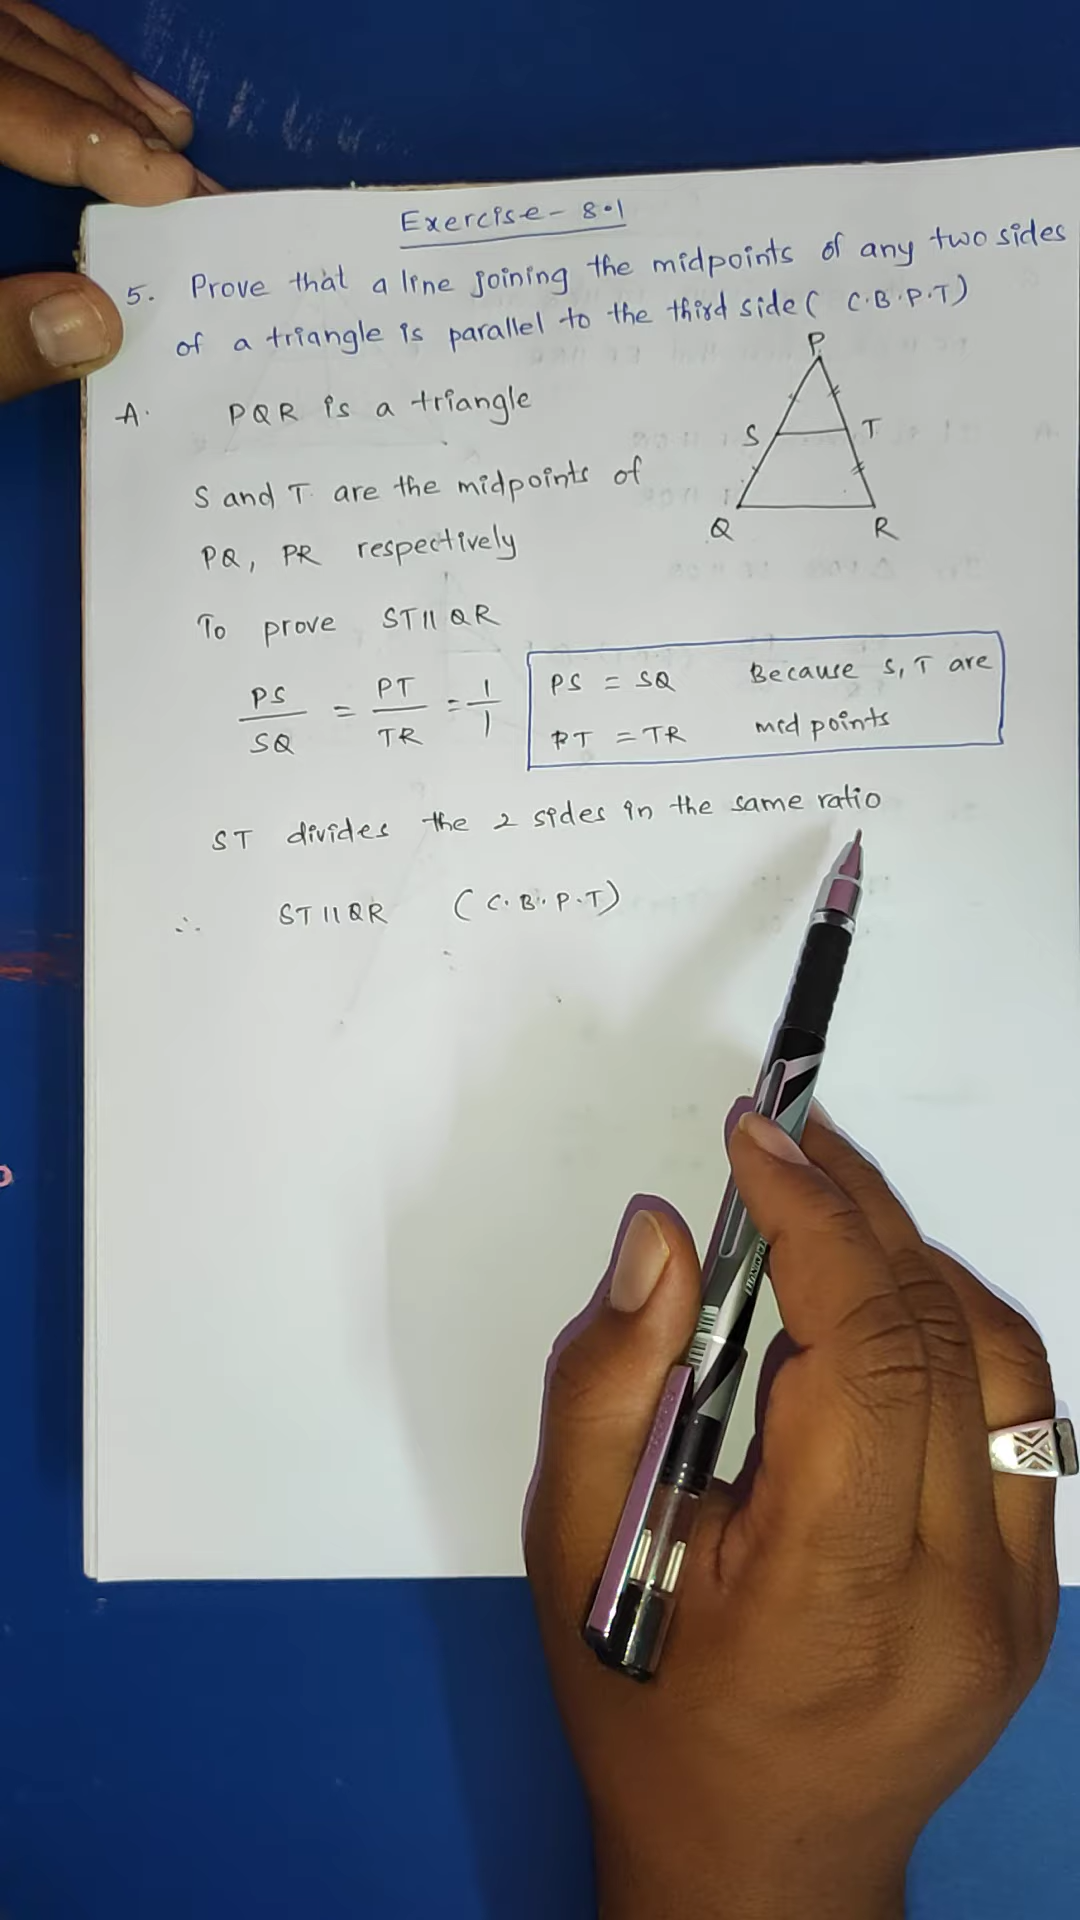 Exercise - 8.1
5. Prove that a line joining the midpoints of any two sides
of a triangle is parallel to the third side ( C.B.P.T)
A. PQR is a triangle
P
S T
Q R
S and T are the midpoints of
PQ, PR respectively
To prove ST || QR
PS/SQ = PT/TR = 1/1
PS = SQ Because S, T are
PT = TR mid points
ST divides the 2 sides in the same ratio
∴ ST || QR ( C.B.P.T)